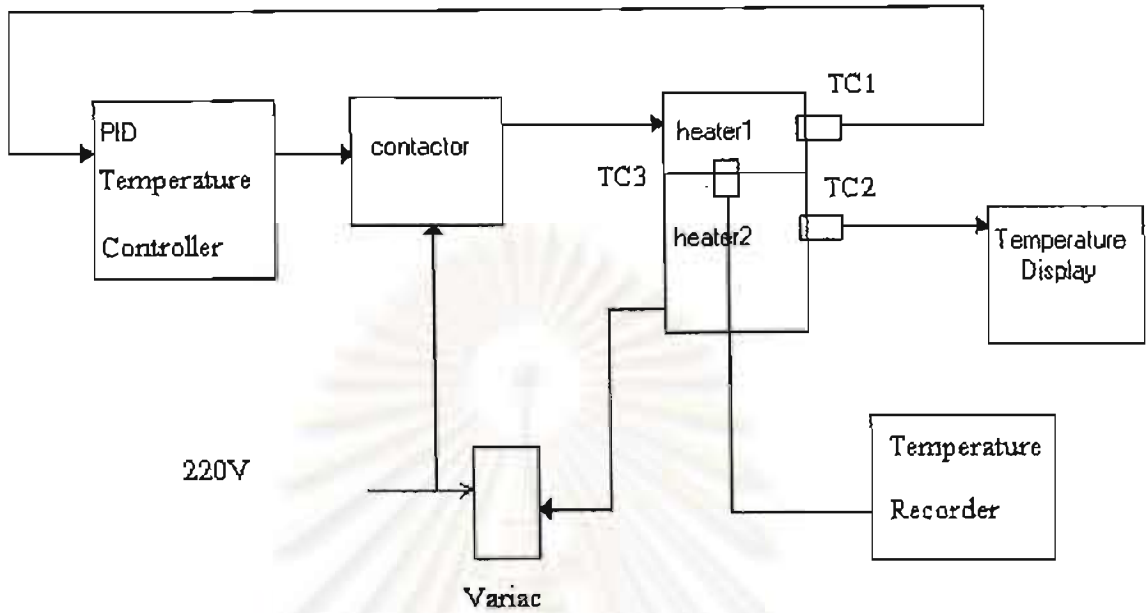 TC1
PID
Temperature
Controller
contactor
heater1
TC3
TC2
heater2
Temperature
Display
220V
Temperature
Recorder
Variac